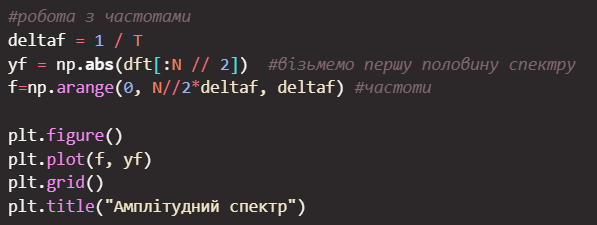 #робота з частотами
deltaf = 1 / T
yf = np.abs(dft[:N // 2])  #візьмемо першу половину спектру
f=np.arange(0, N//2*deltaf, deltaf) #частоти

plt.figure()
plt.plot(f, yf)
plt.grid()
plt.title("Амплітудний спектр")